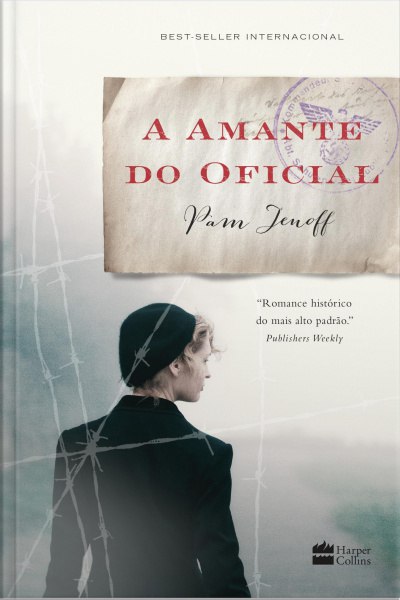 BEST-SELLER INTERNACIONAL
A AMANTE
DO OFICIAL
Pam Jenoff
“Romance histórico
do mais alto padrão.”
Publishers Weekly
Harper
Collins